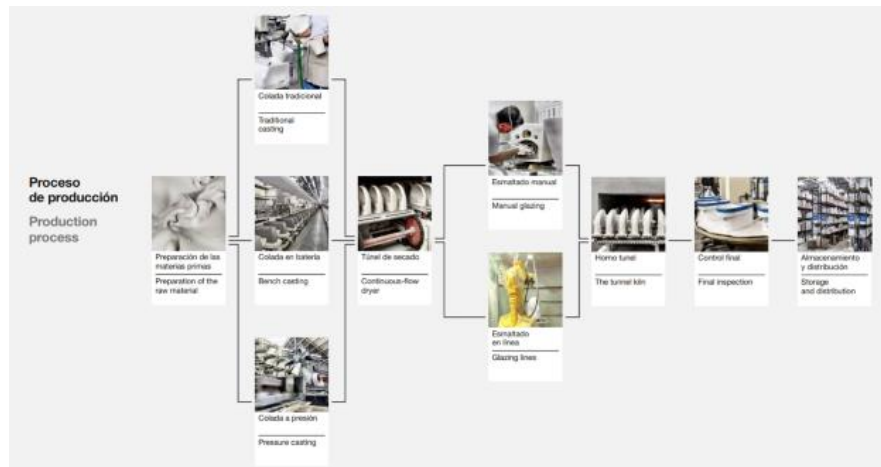 Proceso
de producción
Production
process
Preparación de las
materias primas
Preparation of the
raw material
Colada tradicional
Traditional
casting
Colada en batería
Bench casting
Colada a presión
Pressure casting
Túnel de secado
Continuous-flow
dryer
Esmaltado manual
Manual glazing
Esmaltado
en línea
Glazing lines
Horno tunel
The tunnel kiln
Control final
Final inspection
Almacenamiento
y distribución
Storage
and distribution